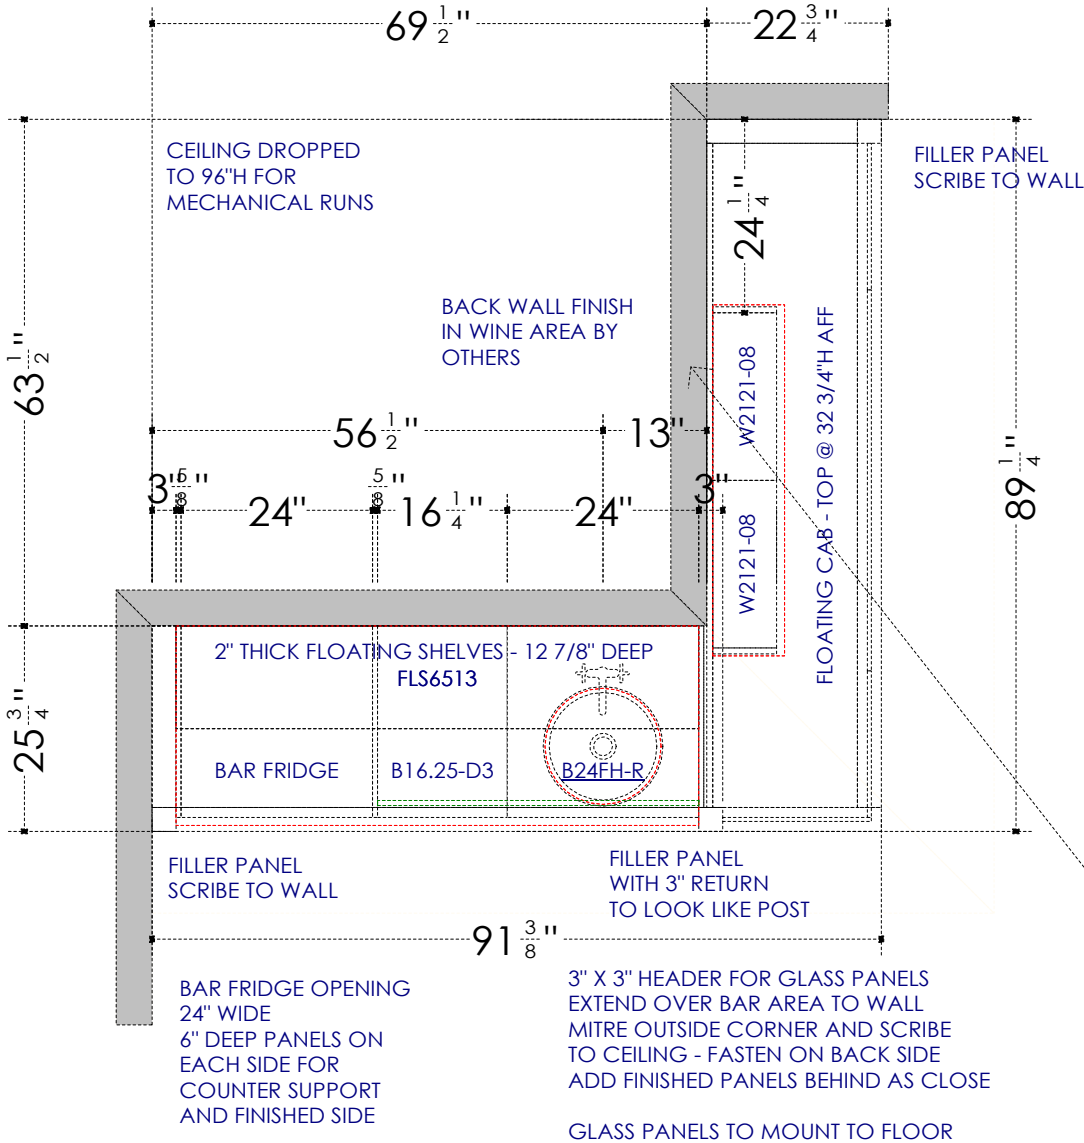 69 1/2"
22 3/4"
CEILING DROPPED
TO 96"H FOR
MECHANICAL RUNS
FILLER PANEL
SCRIBE TO WALL
24 1/4"
63 1/2"
BACK WALL FINISH
IN WINE AREA BY
OTHERS
W2121-08
W2121-08
FLOATING CAB - TOP @ 32 3/4"H AFF
89 1/4"
56 1/2"
13"
3"
5/8"
24"
5/8"
16 1/4"
24"
3"
2" THICK FLOATING SHELVES - 12 7/8" DEEP
FLS6513
25 3/4"
BAR FRIDGE
B16.25-D3
B24FH-R
FILLER PANEL
SCRIBE TO WALL
FILLER PANEL
WITH 3" RETURN
TO LOOK LIKE POST
91 3/8"
BAR FRIDGE OPENING
24" WIDE
6" DEEP PANELS ON
EACH SIDE FOR
COUNTER SUPPORT
AND FINISHED SIDE
3" X 3" HEADER FOR GLASS PANELS
EXTEND OVER BAR AREA TO WALL
MITRE OUTSIDE CORNER AND SCRIBE
TO CEILING - FASTEN ON BACK SIDE
ADD FINISHED PANELS BEHIND AS CLOSE
GLASS PANELS TO MOUNT TO FLOOR